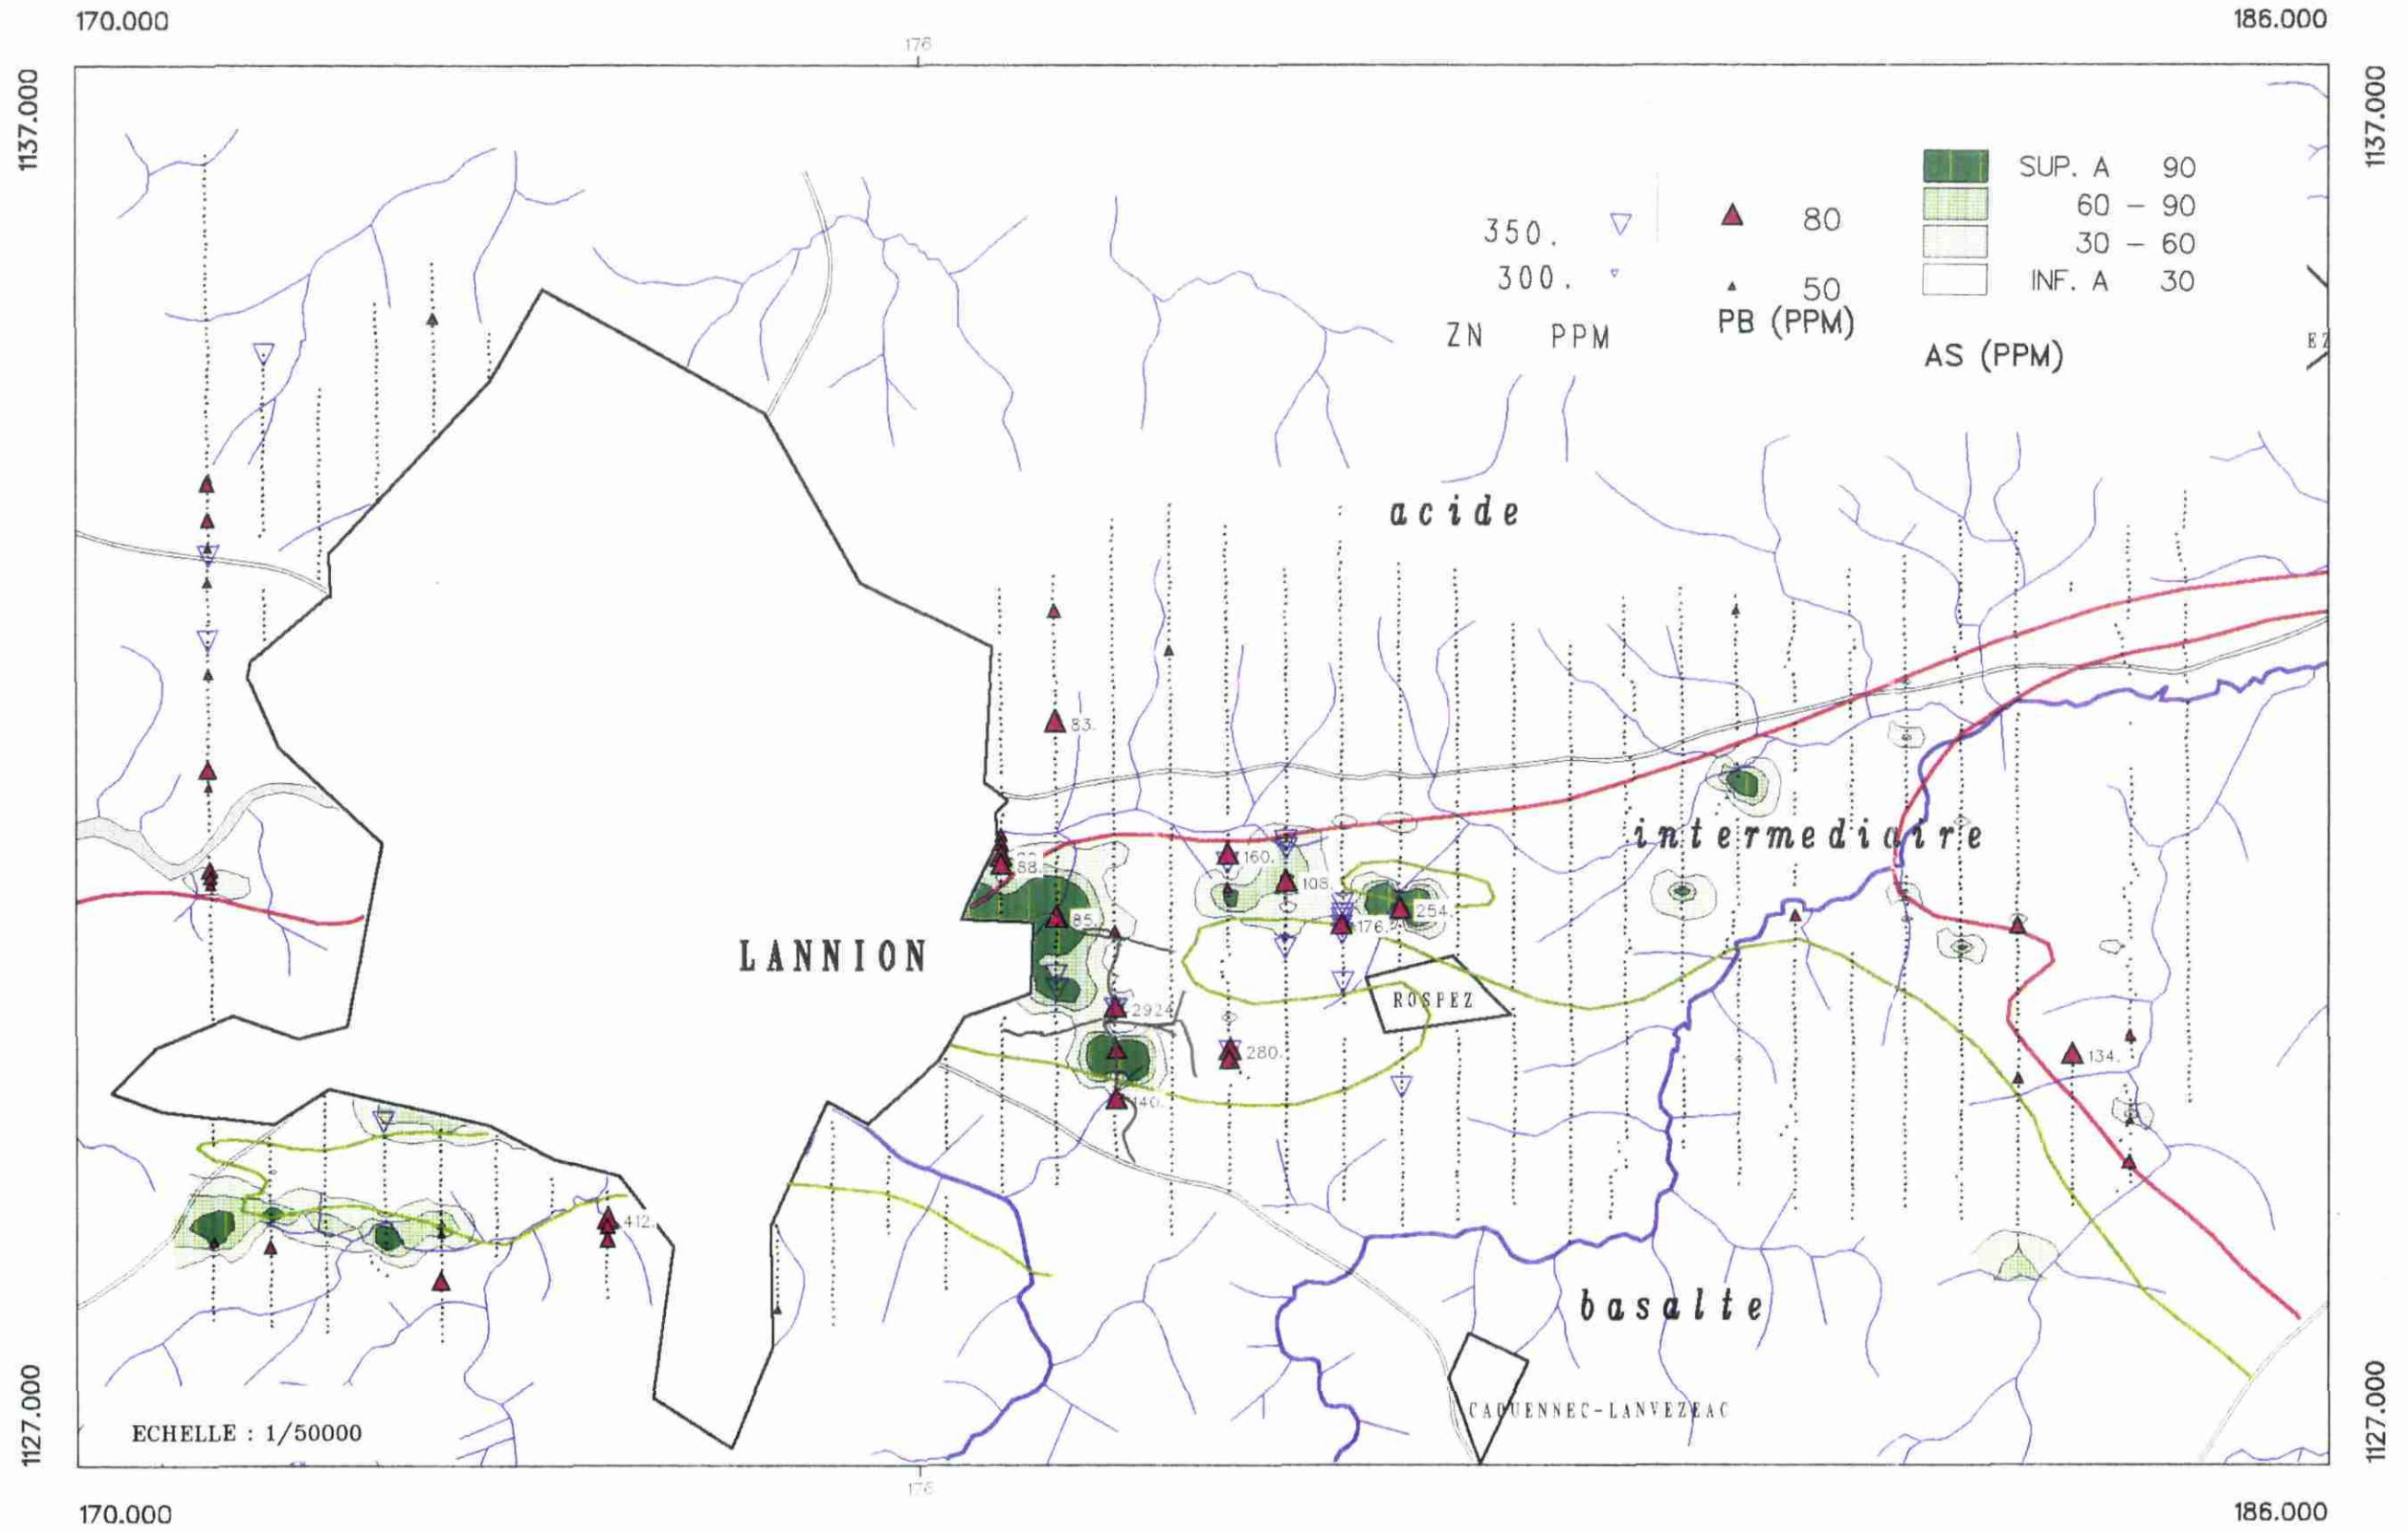 170.000
186.000
176
1137.000
1137.000
SUP. A 90
60 - 90
30 - 60
INF. A 30
AS (PPM)
350.
300.
ZN PPM
80
50
PB (PPM)
EZ
acide
83.
intermediaire
160.
88.
108.
254.
85.
176.
LANNION
ROSPEZ
2924
280.
134.
140.
412.
basalte
CAOUENNEC-LANVEZEAC
ECHELLE : 1/50000
1127.000
1127.000
176
170.000
186.000